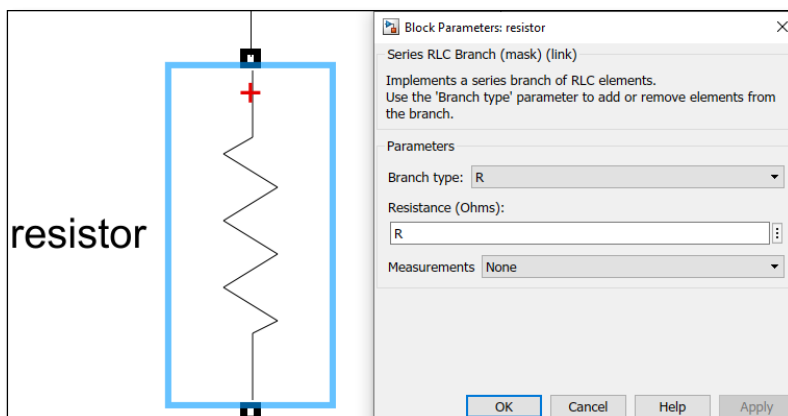 resistor
Block Parameters: resistor
Series RLC Branch (mask) (link)
Implements a series branch of RLC elements.
Use the 'Branch type' parameter to add or remove elements from
the branch.
Parameters
Branch type: R
Resistance (Ohms):
R
Measurements None
OK Cancel Help Apply